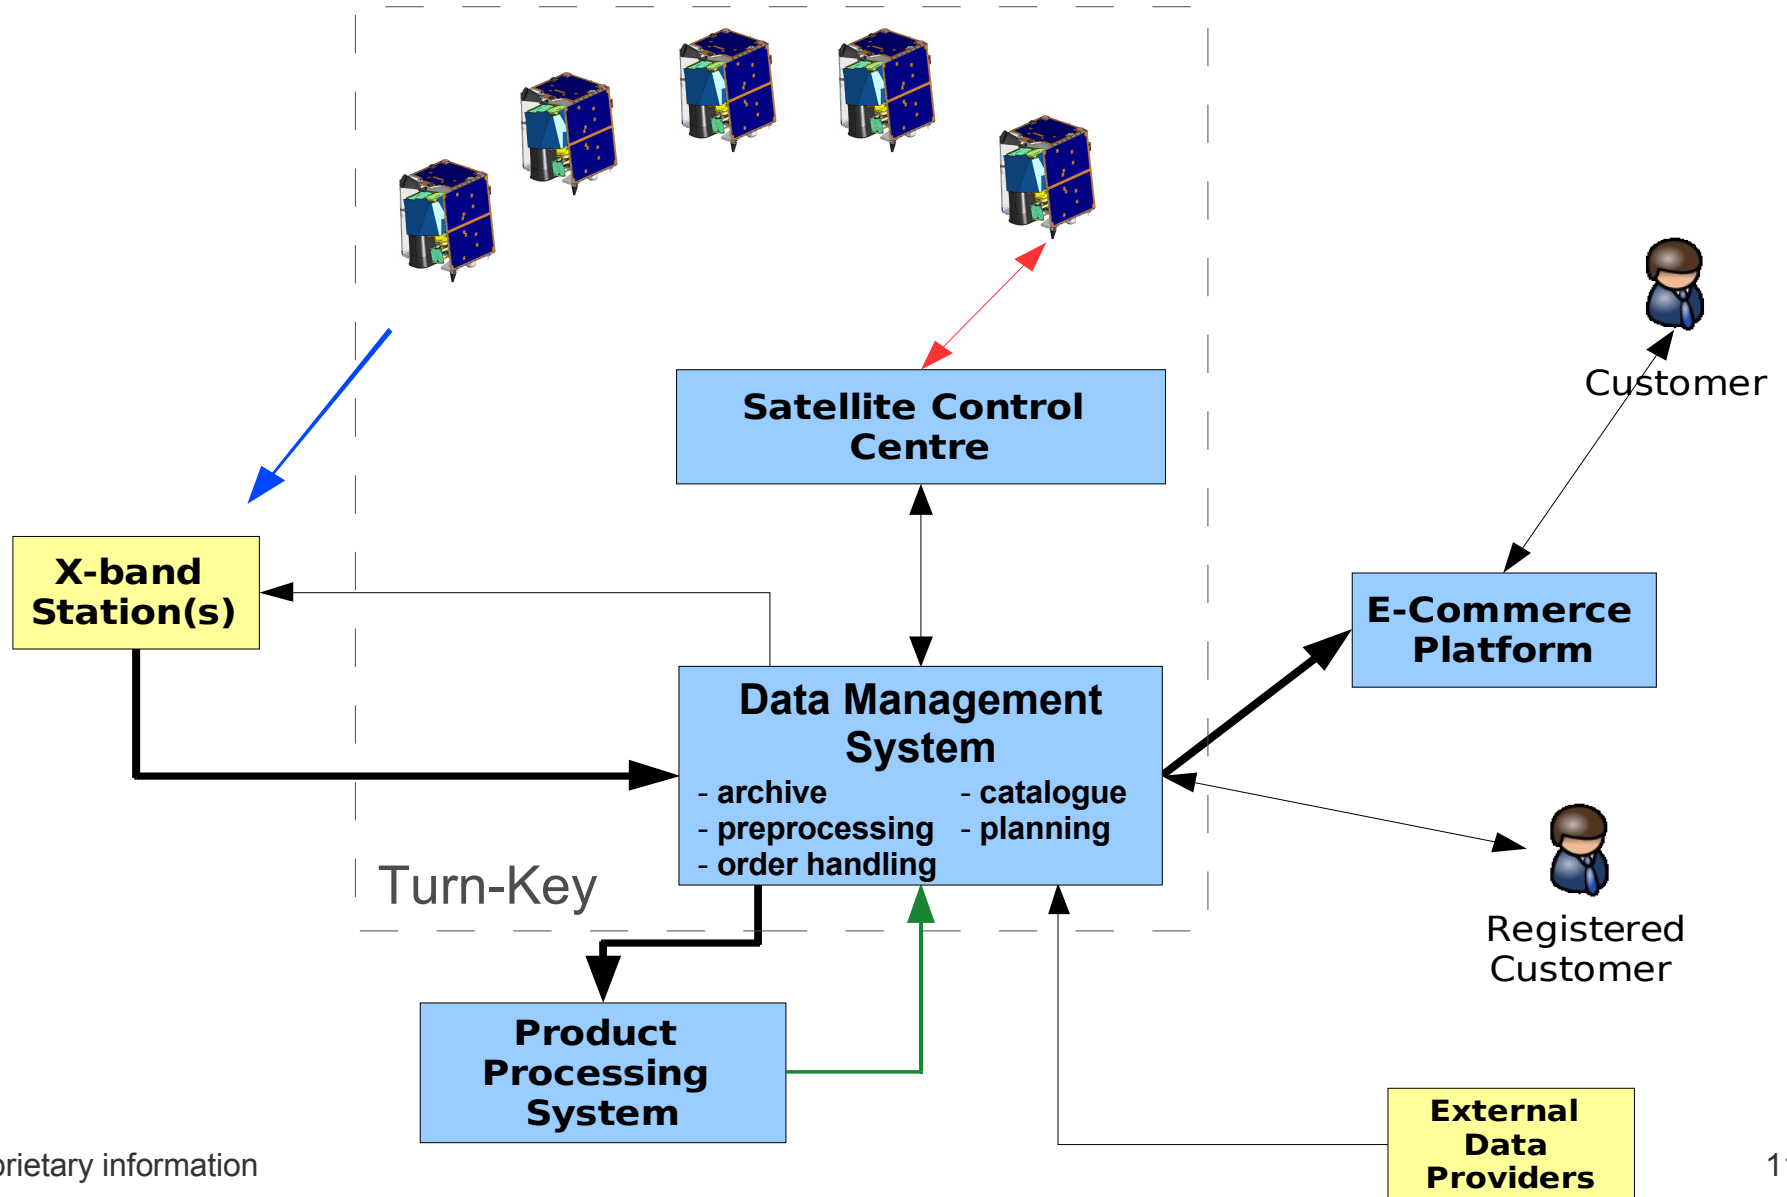 Satellite Control
Centre
Customer
X-band
Station(s)
E-Commerce
Platform
Data Management
System
- archive
- catalogue
- preprocessing
- planning
- order handling
Turn-Key
Registered
Customer
Product
Processing
System
External
Data
Providers
information